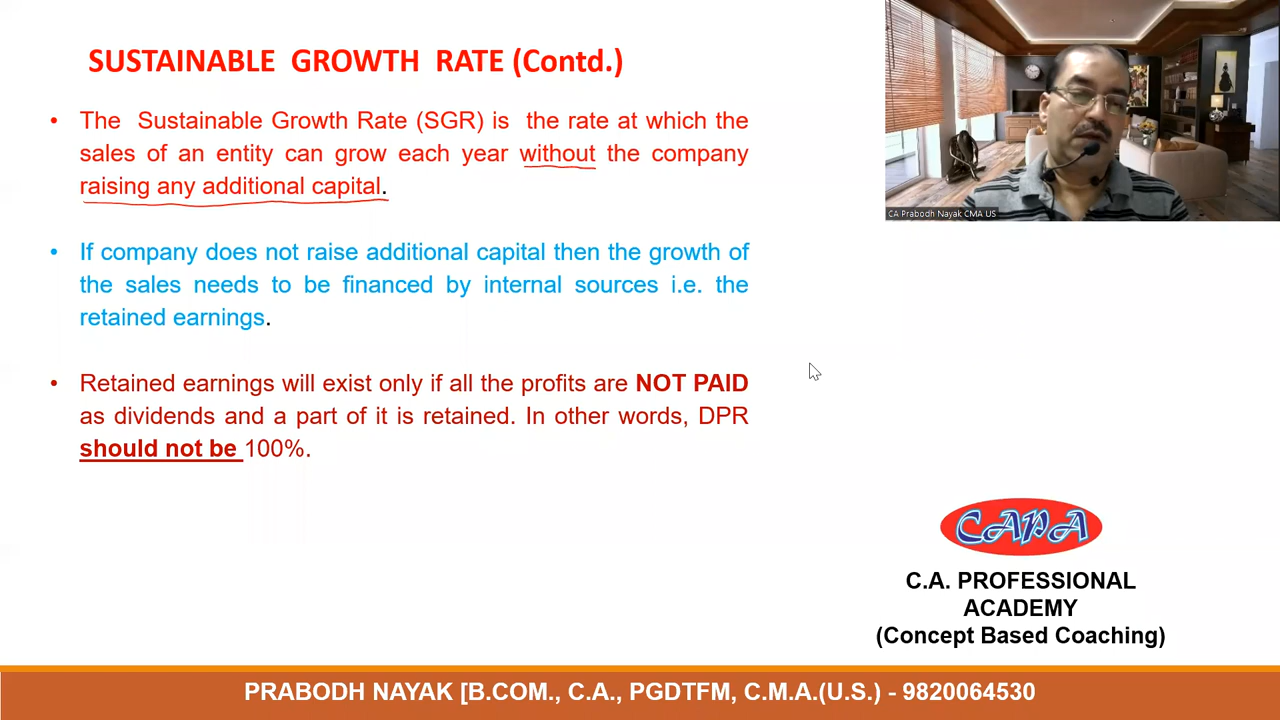 SUSTAINABLE GROWTH RATE (Contd.)
• The Sustainable Growth Rate (SGR) is the rate at which the
sales of an entity can grow each year without the company
raising any additional capital.
• If company does not raise additional capital then the growth of
the sales needs to be financed by internal sources i.e. the
retained earnings.
• Retained earnings will exist only if all the profits are NOT PAID
as dividends and a part of it is retained. In other words, DPR
should not be 100%.
CA Prabodh Nayak CMA US
CAPA
C.A. PROFESSIONAL
ACADEMY
(Concept Based Coaching)
PRABODH NAYAK [B.COM., C.A., PGDTFM, C.M.A.(U.S.) - 9820064530